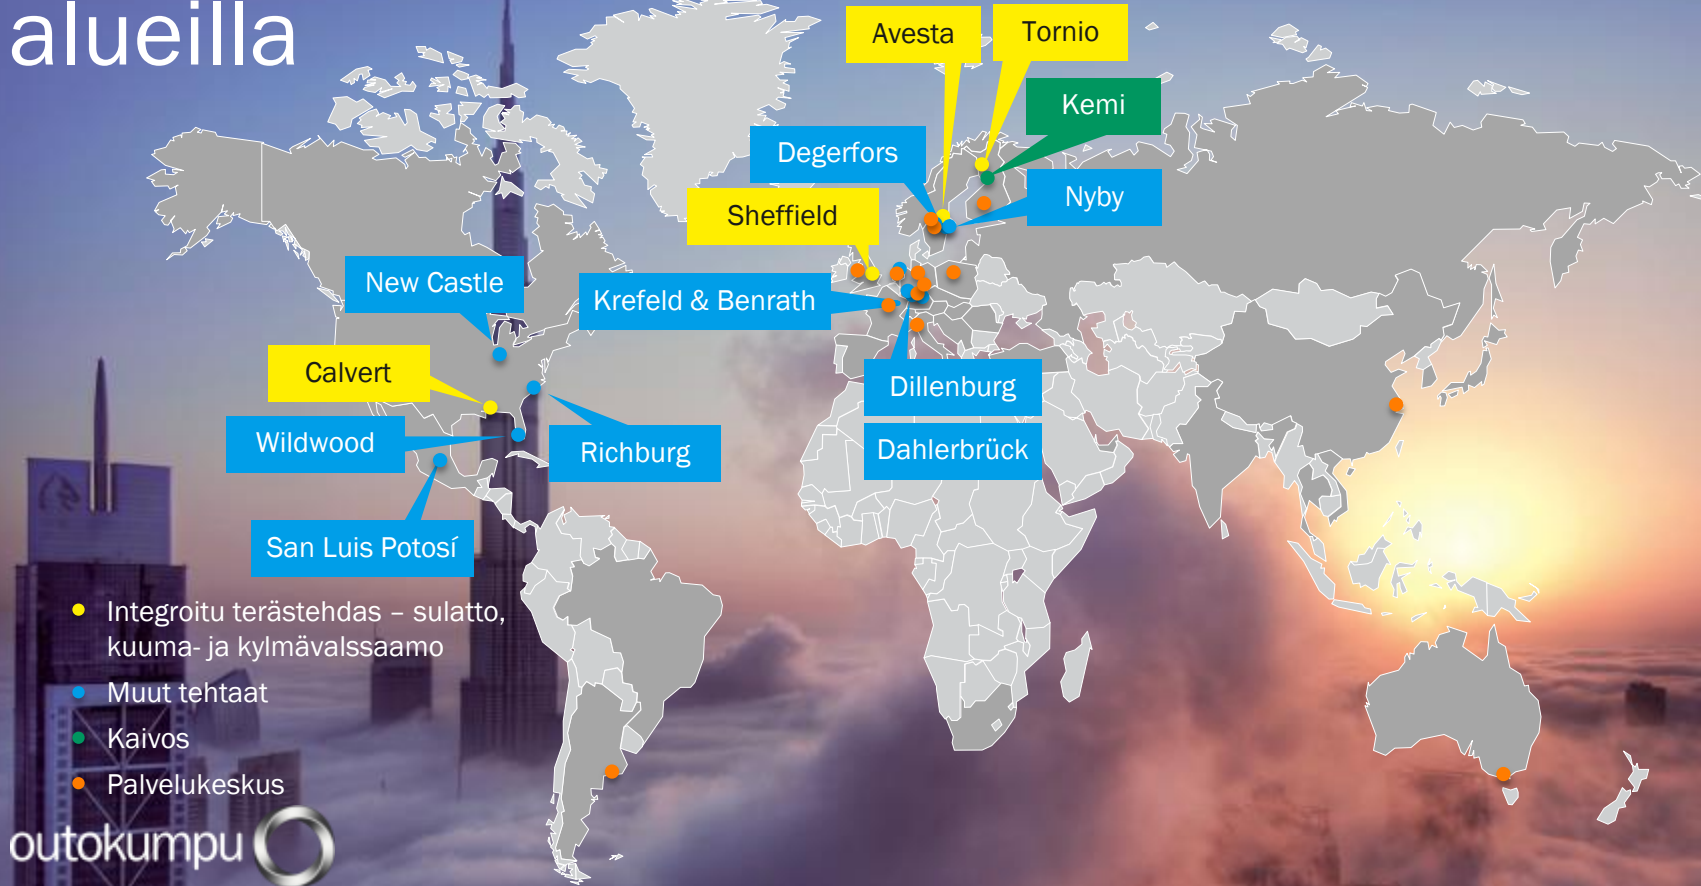 alueilla
Avesta
Tornio
Kemi
Degerfors
Nyby
Sheffield
New Castle
Krefeld & Benrath
Calvert
Dillenburg
Wildwood
Richburg
Dahlerbrück
San Luis Potosí
Integroitu terästehdas – sulatto,
kuuma- ja kylmävalssaamo
Muut tehtaat
Kaivos
Palvelukeskus
outokumpu